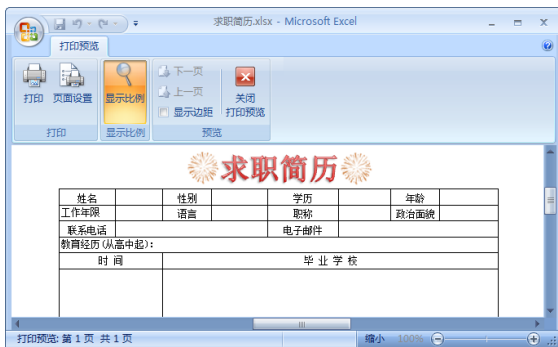 求职简历.xlsx - Microsoft Excel
打印预览
打印 页面设置 显示比例 下一页 上一页 显示边距 关闭打印预览
打印 显示比例 预览
求职简历
姓名 性别 学历 年龄
工作年限 语言 职称 政治面貌
联系电话 电子邮件
教育经历(从高中起):
时 间 毕 业 学 校
打印预览: 第 1 页 共 1 页 缩小 100%